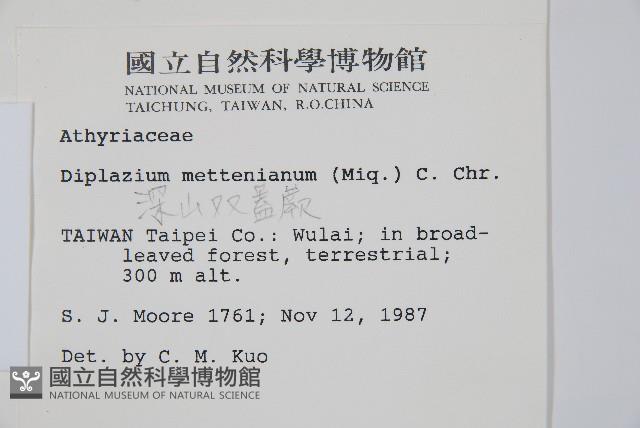 國立自然科學博物館
NATIONAL MUSEUM OF NATURAL SCIENCE
TAICHUNG, TAIWAN, R.O.CHINA
Athyriaceae
Diplazium mettenianum (Miq.) C. Chr.
深山双蓋蕨
TAIWAN Taipei Co.: Wulai; in broad-
leaved forest, terrestrial;
300 m alt.
S. J. Moore 1761; Nov 12, 1987
Det. by C. M. Kuo
國立自然科學博物館
NATIONAL MUSEUM OF NATURAL SCIENCE